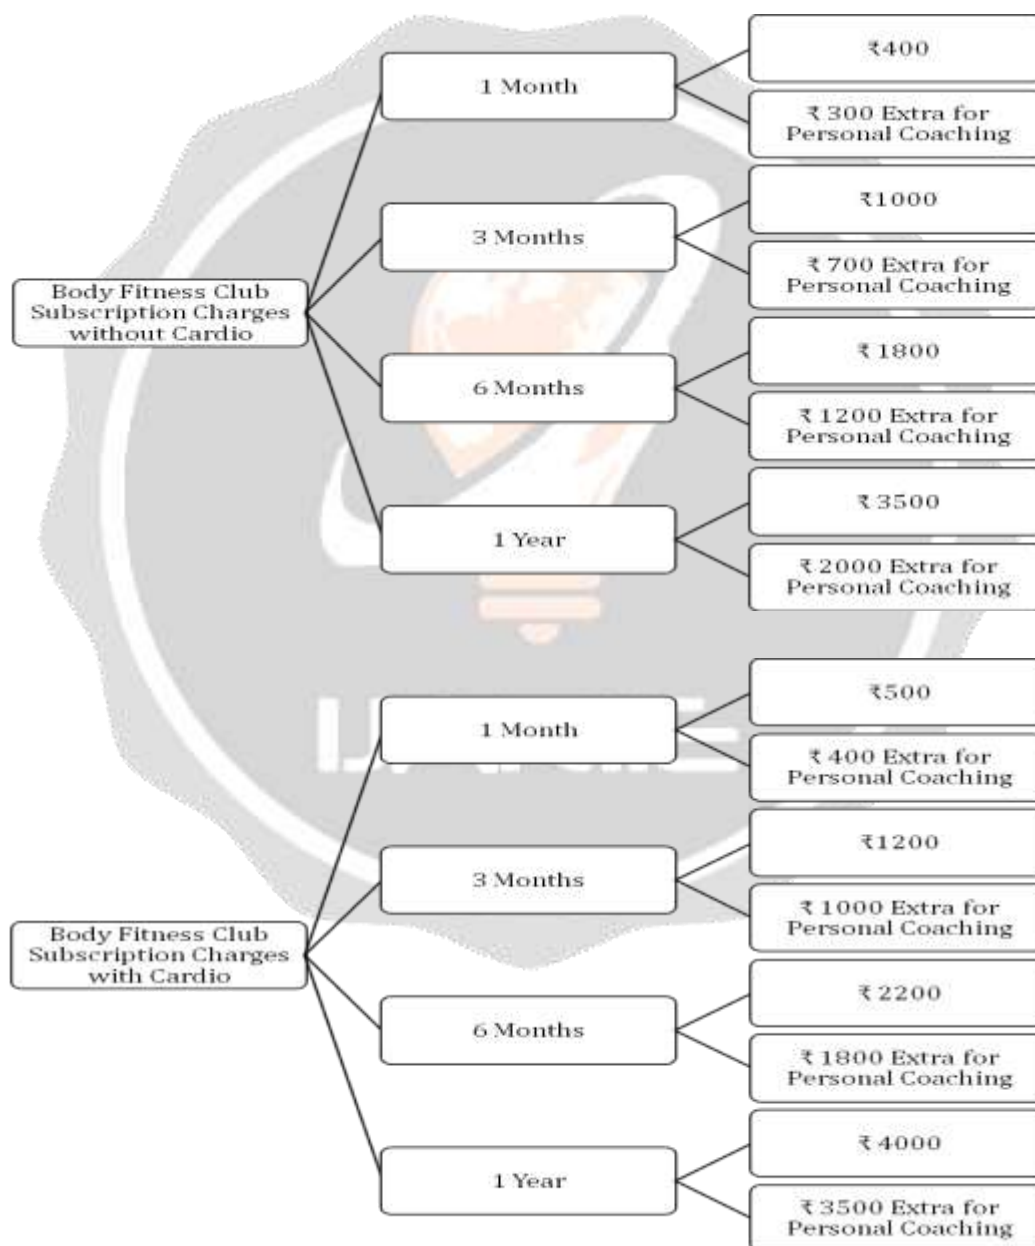 Body Fitness Club
Subscription Charges
without Cardio
1 Month
₹400
₹ 300 Extra for
Personal Coaching
3 Months
₹1000
₹ 700 Extra for
Personal Coaching
6 Months
₹ 1800
₹ 1200 Extra for
Personal Coaching
1 Year
₹ 3500
₹ 2000 Extra for
Personal Coaching
Body Fitness Club
Subscription Charges
with Cardio
1 Month
₹500
₹ 400 Extra for
Personal Coaching
3 Months
₹1200
₹ 1000 Extra for
Personal Coaching
6 Months
₹ 2200
₹ 1800 Extra for
Personal Coaching
1 Year
₹ 4000
₹ 3500 Extra for
Personal Coaching